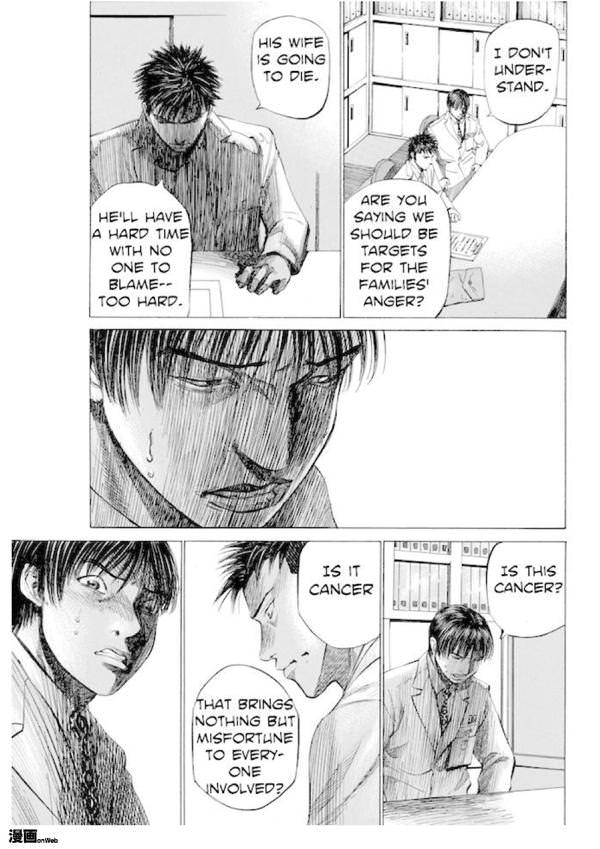 I DON'T
UNDER-
STAND.
ARE YOU
SAYING WE
SHOULD BE
TARGETS
FOR THE
FAMILIES'
ANGER?
HIS WIFE
IS GOING
TO DIE.
HE'LL HAVE
A HARD TIME
WITH NO
ONE TO
BLAME--
TOO HARD.
IS THIS
CANCER?
IS IT
CANCER
THAT BRINGS
NOTHING BUT
MISFORTUNE
TO EVERY-
ONE
INVOLVED?
漫画onWeb